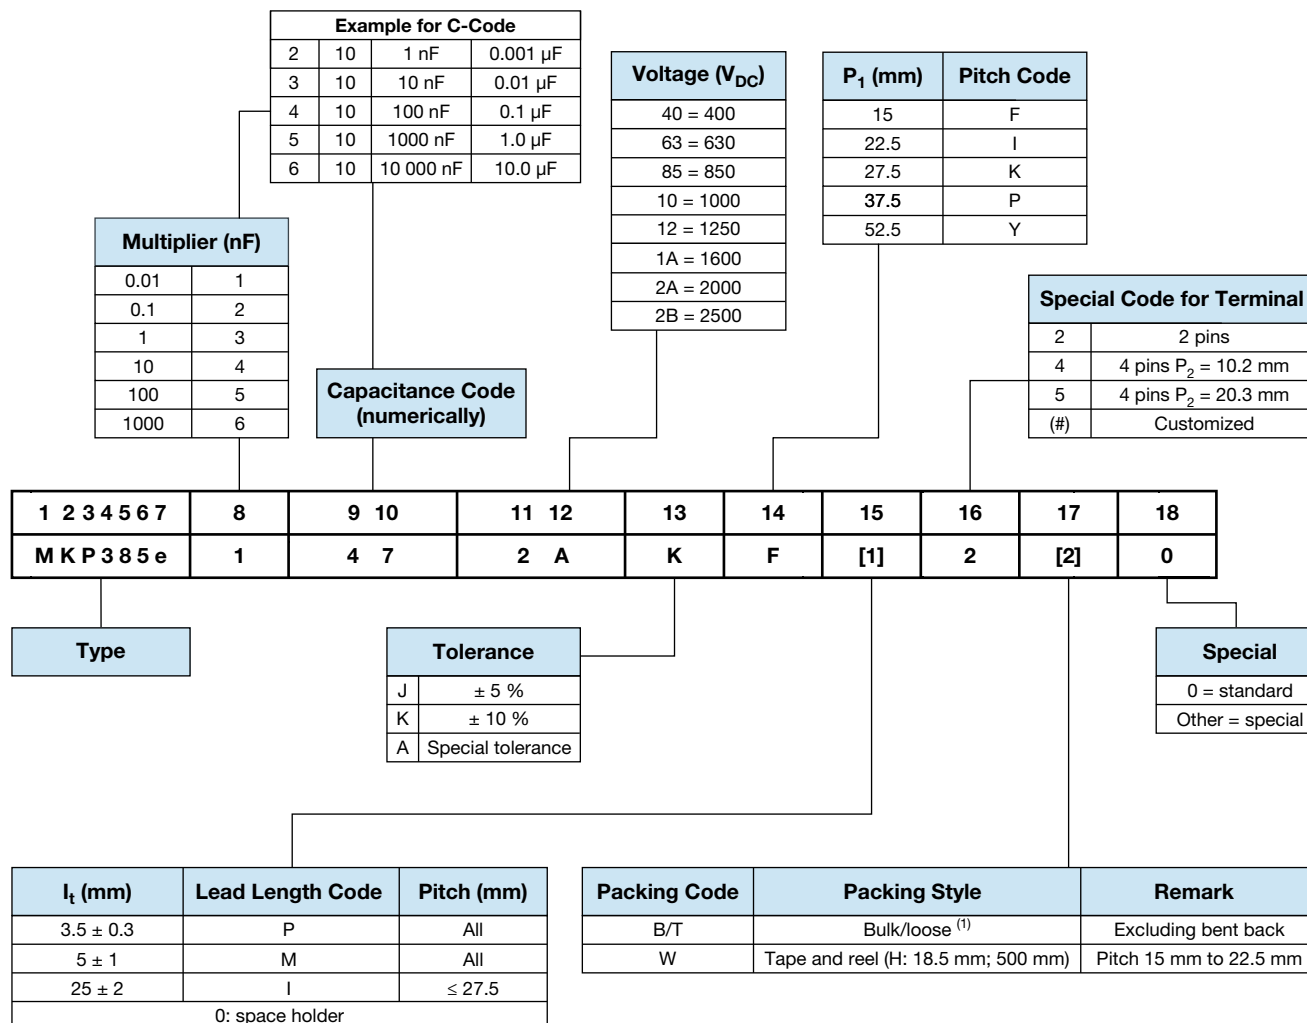 Example for C-Code
2 10 1 nF 0.001 µF
3 10 10 nF 0.01 µF
4 10 100 nF 0.1 µF
5 10 1000 nF 1.0 µF
6 10 10 000 nF 10.0 µF
Voltage (V_DC)
40 = 400
63 = 630
85 = 850
10 = 1000
12 = 1250
1A = 1600
2A = 2000
2B = 2500
P1 (mm) Pitch Code
15 F
22.5 I
27.5 K
37.5 P
52.5 Y
Multiplier (nF)
0.01 1
0.1 2
1 3
10 4
100 5
1000 6
Capacitance Code
(numerically)
Special Code for Terminal
2 2 pins
4 4 pins P2 = 10.2 mm
5 4 pins P2 = 20.3 mm
(#) Customized
1 2 3 4 5 6 7 8 9 10 11 12 13 14 15 16 17 18
M K P 3 8 5 e 1 4 7 2 A K F [1] 2 [2] 0
Type
Tolerance
J ± 5 %
K ± 10 %
A Special tolerance
Special
0 = standard
Other = special
It (mm) Lead Length Code Pitch (mm)
3.5 ± 0.3 P All
5 ± 1 M All
25 ± 2 I ≤ 27.5
0: space holder
Packing Code Packing Style Remark
B/T Bulk/loose (1) Excluding bent back
W Tape and reel (H: 18.5 mm; 500 mm) Pitch 15 mm to 22.5 mm